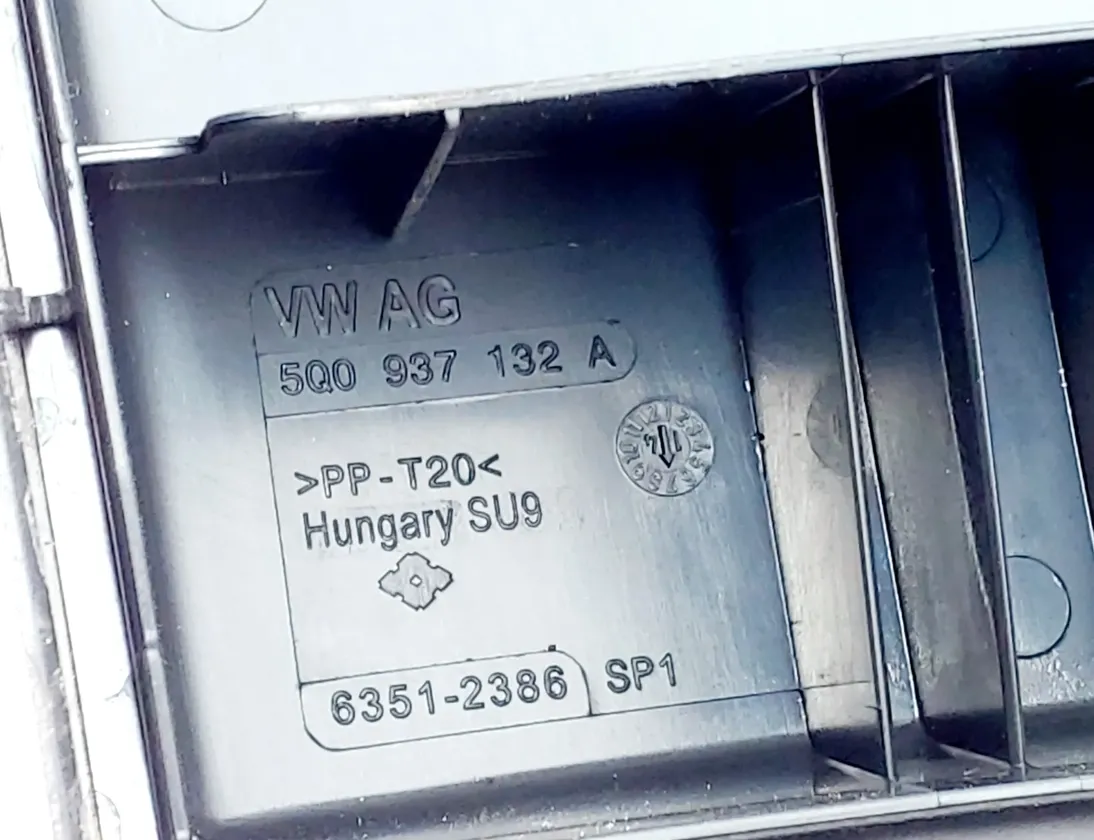 VW AG
5Q0 937 132 A
>PP-T20<
Hungary SU9
6351-2386 SP1